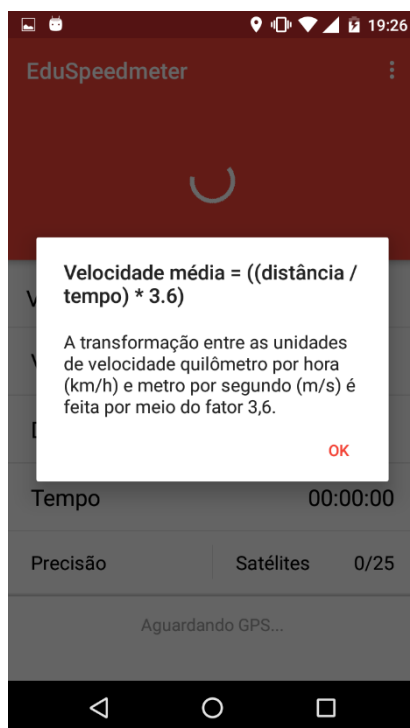 19:26
EduSpeedmeter
Velocidade média = ((distância /
tempo) * 3.6)
V
A transformação entre as unidades
de velocidade quilômetro por hora
(km/h) e metro por segundo (m/s) é
feita por meio do fator 3,6.
OK
Tempo 00:00:00
Precisão Satélites 0/25
Aguardando GPS...